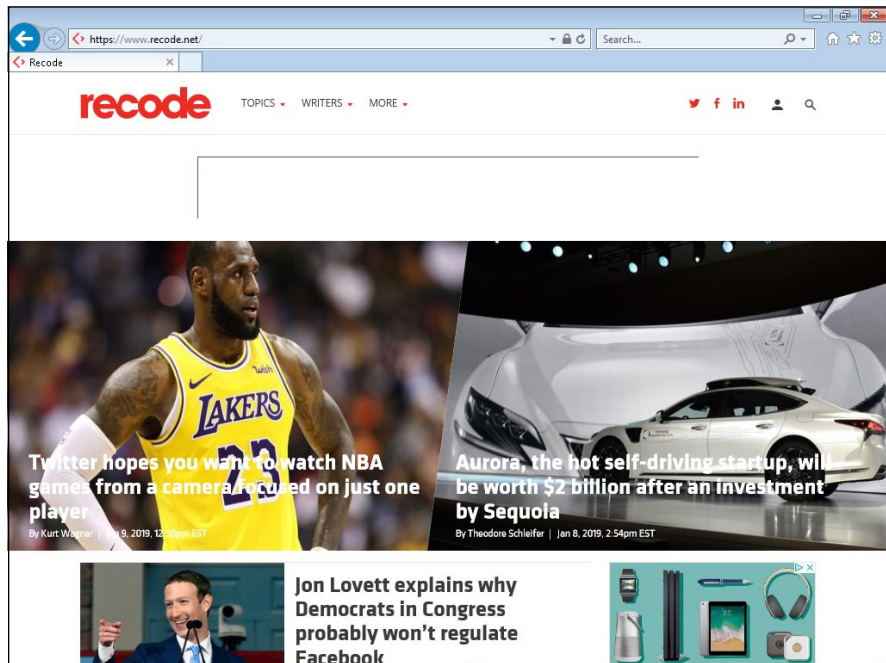 https://www.recode.net/
Search...
Recode
recode
TOPICS WRITERS MORE
wish
LAKERS
23
Twitter hopes you want to watch NBA
games from a camera focused on just one
player
By Kurt Wagner | Jan 9, 2019, 12:30pm EST
Aurora, the hot self-driving startup, will
be worth $2 billion after an investment
by Sequoia
By Theodore Schleifer | Jan 8, 2019, 2:54pm EST
Jon Lovett explains why
Democrats in Congress
probably won't regulate
Facebook